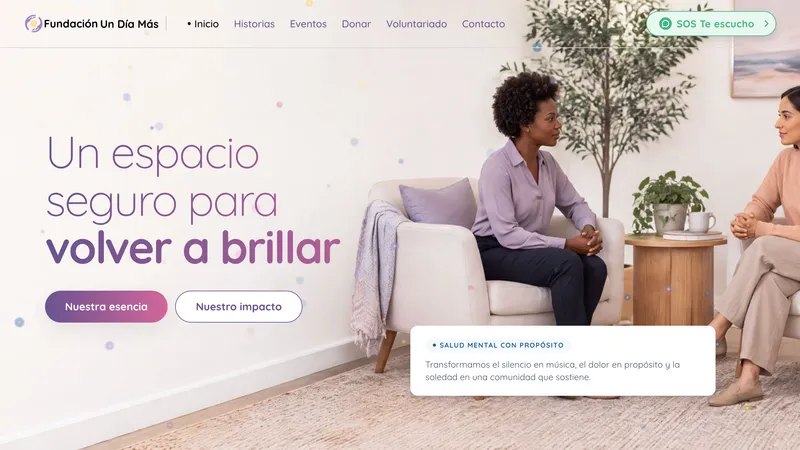 Fundación Un Día Más
Inicio
Historias
Eventos
Donar
Voluntariado
Contacto
SOS Te escucho
Un espacio
seguro para
volver a brillar
Nuestra esencia
Nuestro impacto
SALUD MENTAL CON PROPÓSITO
Transformamos el silencio en música, el dolor en propósito y la
soledad en una comunidad que sostiene.